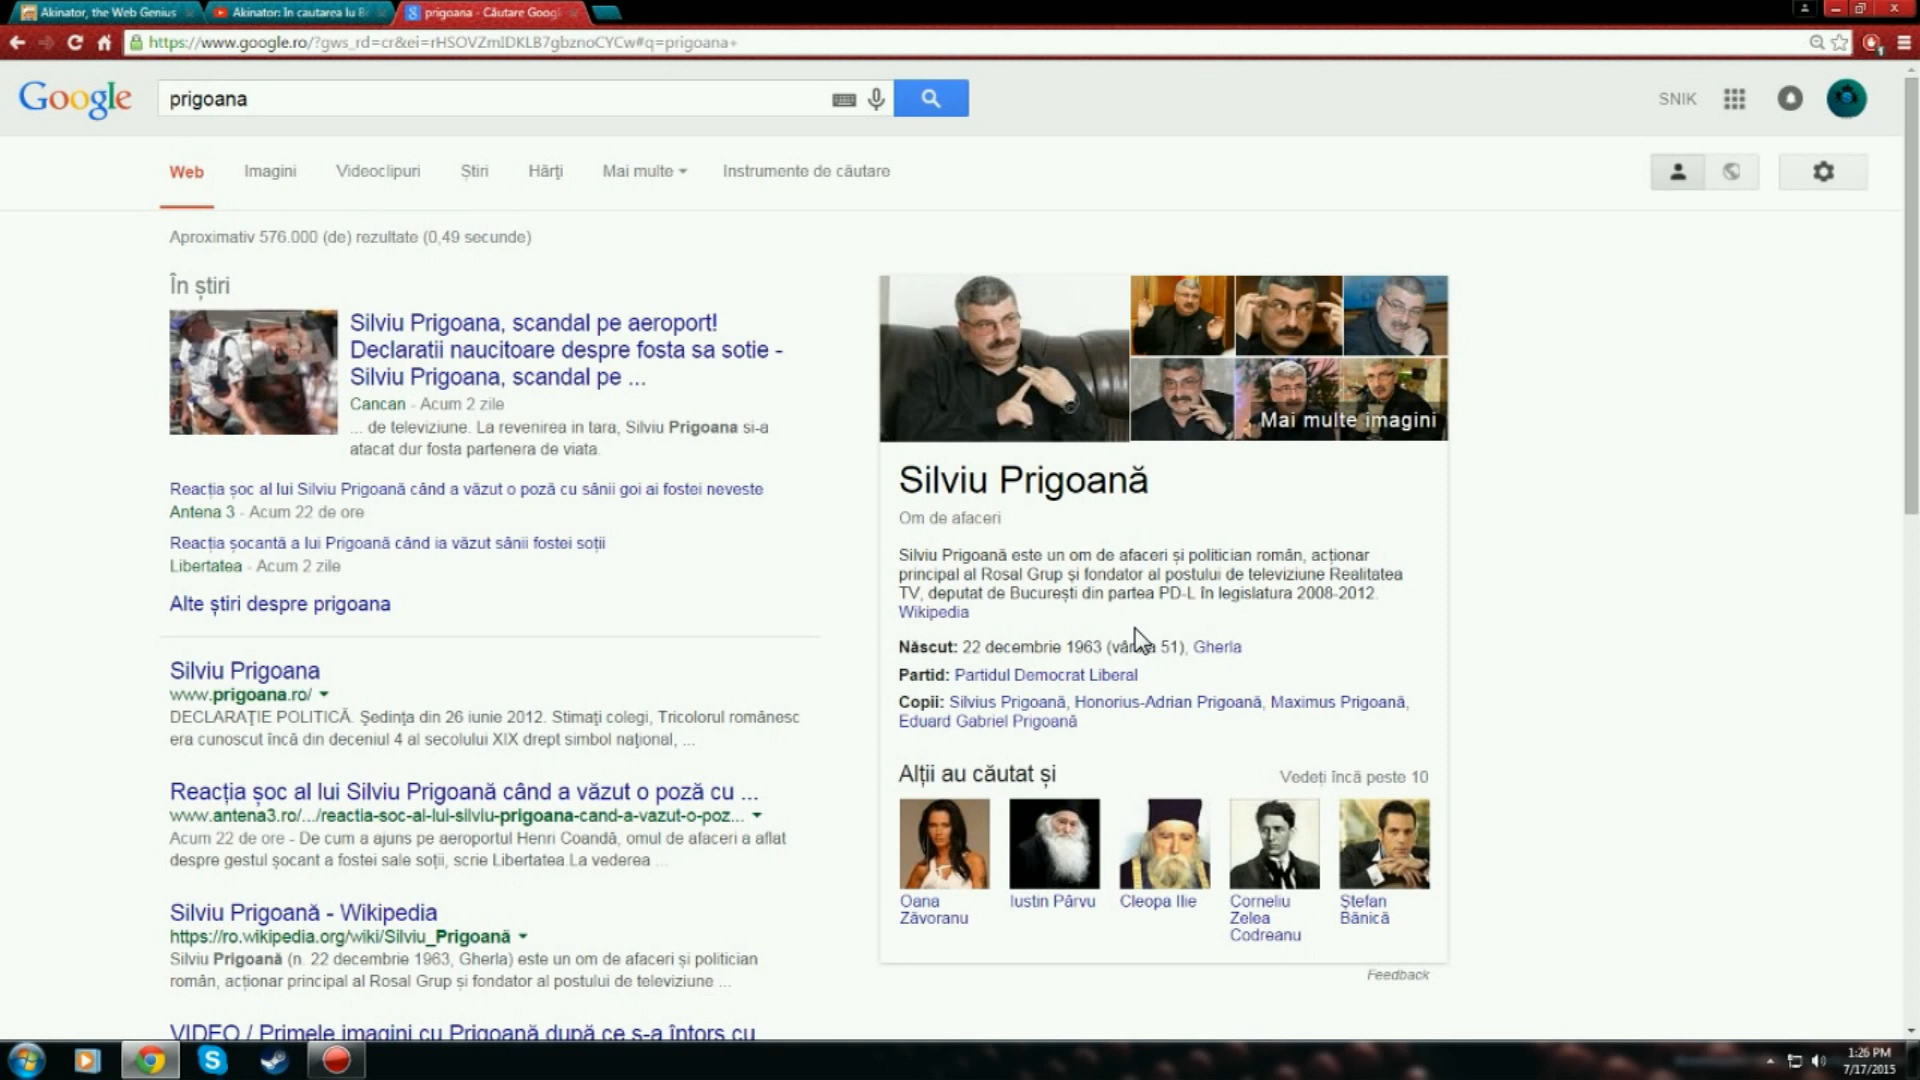 Akinator, the Web Genius
Akinator: In cautarea lu B
prigoana - Căutare Goog
https://www.google.ro/?gws_rd=cr&ei=rHSOVZmIDKLB7gbznoCYCw#q=prigoana+
Google
prigoana
SNIK
Web
Imagini
Videoclipuri
Știri
Hărți
Mai multe
Instrumente de căutare
Aproximativ 576.000 (de) rezultate (0,49 secunde)
În știri
Silviu Prigoana, scandal pe aeroport!
Declaratii naucitoare despre fosta sa sotie -
Silviu Prigoana, scandal pe ...
Cancan - Acum 2 zile
... de televiziune. La revenirea in tara, Silviu Prigoana si-a
atacat dur fosta partenera de viata.
Reacția șoc al lui Silviu Prigoană când a văzut o poză cu sânii goi ai fostei neveste
Antena 3 - Acum 22 de ore
Reacția șocantă a lui Prigoană când ia văzut sânii fostei soții
Libertatea - Acum 2 zile
Alte știri despre prigoana
Silviu Prigoana
www.prigoana.ro/
DECLARAŢIE POLITICĂ. Şedinţa din 26 iunie 2012. Stimaţi colegi, Tricolorul românesc
era cunoscut încă din deceniul 4 al secolului XIX drept simbol naţional, ...
Reacția șoc al lui Silviu Prigoană când a văzut o poză cu ...
www.antena3.ro/.../reactia-soc-al-lui-silviu-prigoana-cand-a-vazut-o-poz...
Acum 22 de ore - De cum a ajuns pe aeroportul Henri Coandă, omul de afaceri a aflat
despre gestul șocant a fostei sale soții, scrie Libertatea.La vederea ...
Silviu Prigoană - Wikipedia
https://ro.wikipedia.org/wiki/Silviu_Prigoană
Silviu Prigoană (n. 22 decembrie 1963, Gherla) este un om de afaceri și politician
român, acționar principal al Rosal Grup și fondator al postului de televiziune ...
VIDEO / Primele imagini cu Prigoană după ce s-a întors cu
Mai multe imagini
Silviu Prigoană
Om de afaceri
Silviu Prigoană este un om de afaceri și politician român, acționar
principal al Rosal Grup și fondator al postului de televiziune Realitatea
TV, deputat de București din partea PD-L în legislatura 2008-2012.
Wikipedia
Născut: 22 decembrie 1963 (vâr a 51), Gherla
Partid: Partidul Democrat Liberal
Copii: Silvius Prigoană, Honorius-Adrian Prigoană, Maximus Prigoană,
Eduard Gabriel Prigoană
Alții au căutat și
Vedeți încă peste 10
Oana
Zăvoranu
Iustin Pârvu
Cleopa Ilie
Corneliu
Zelea
Codreanu
Ștefan
Bănică
Feedback
1:26 PM
7/17/2015